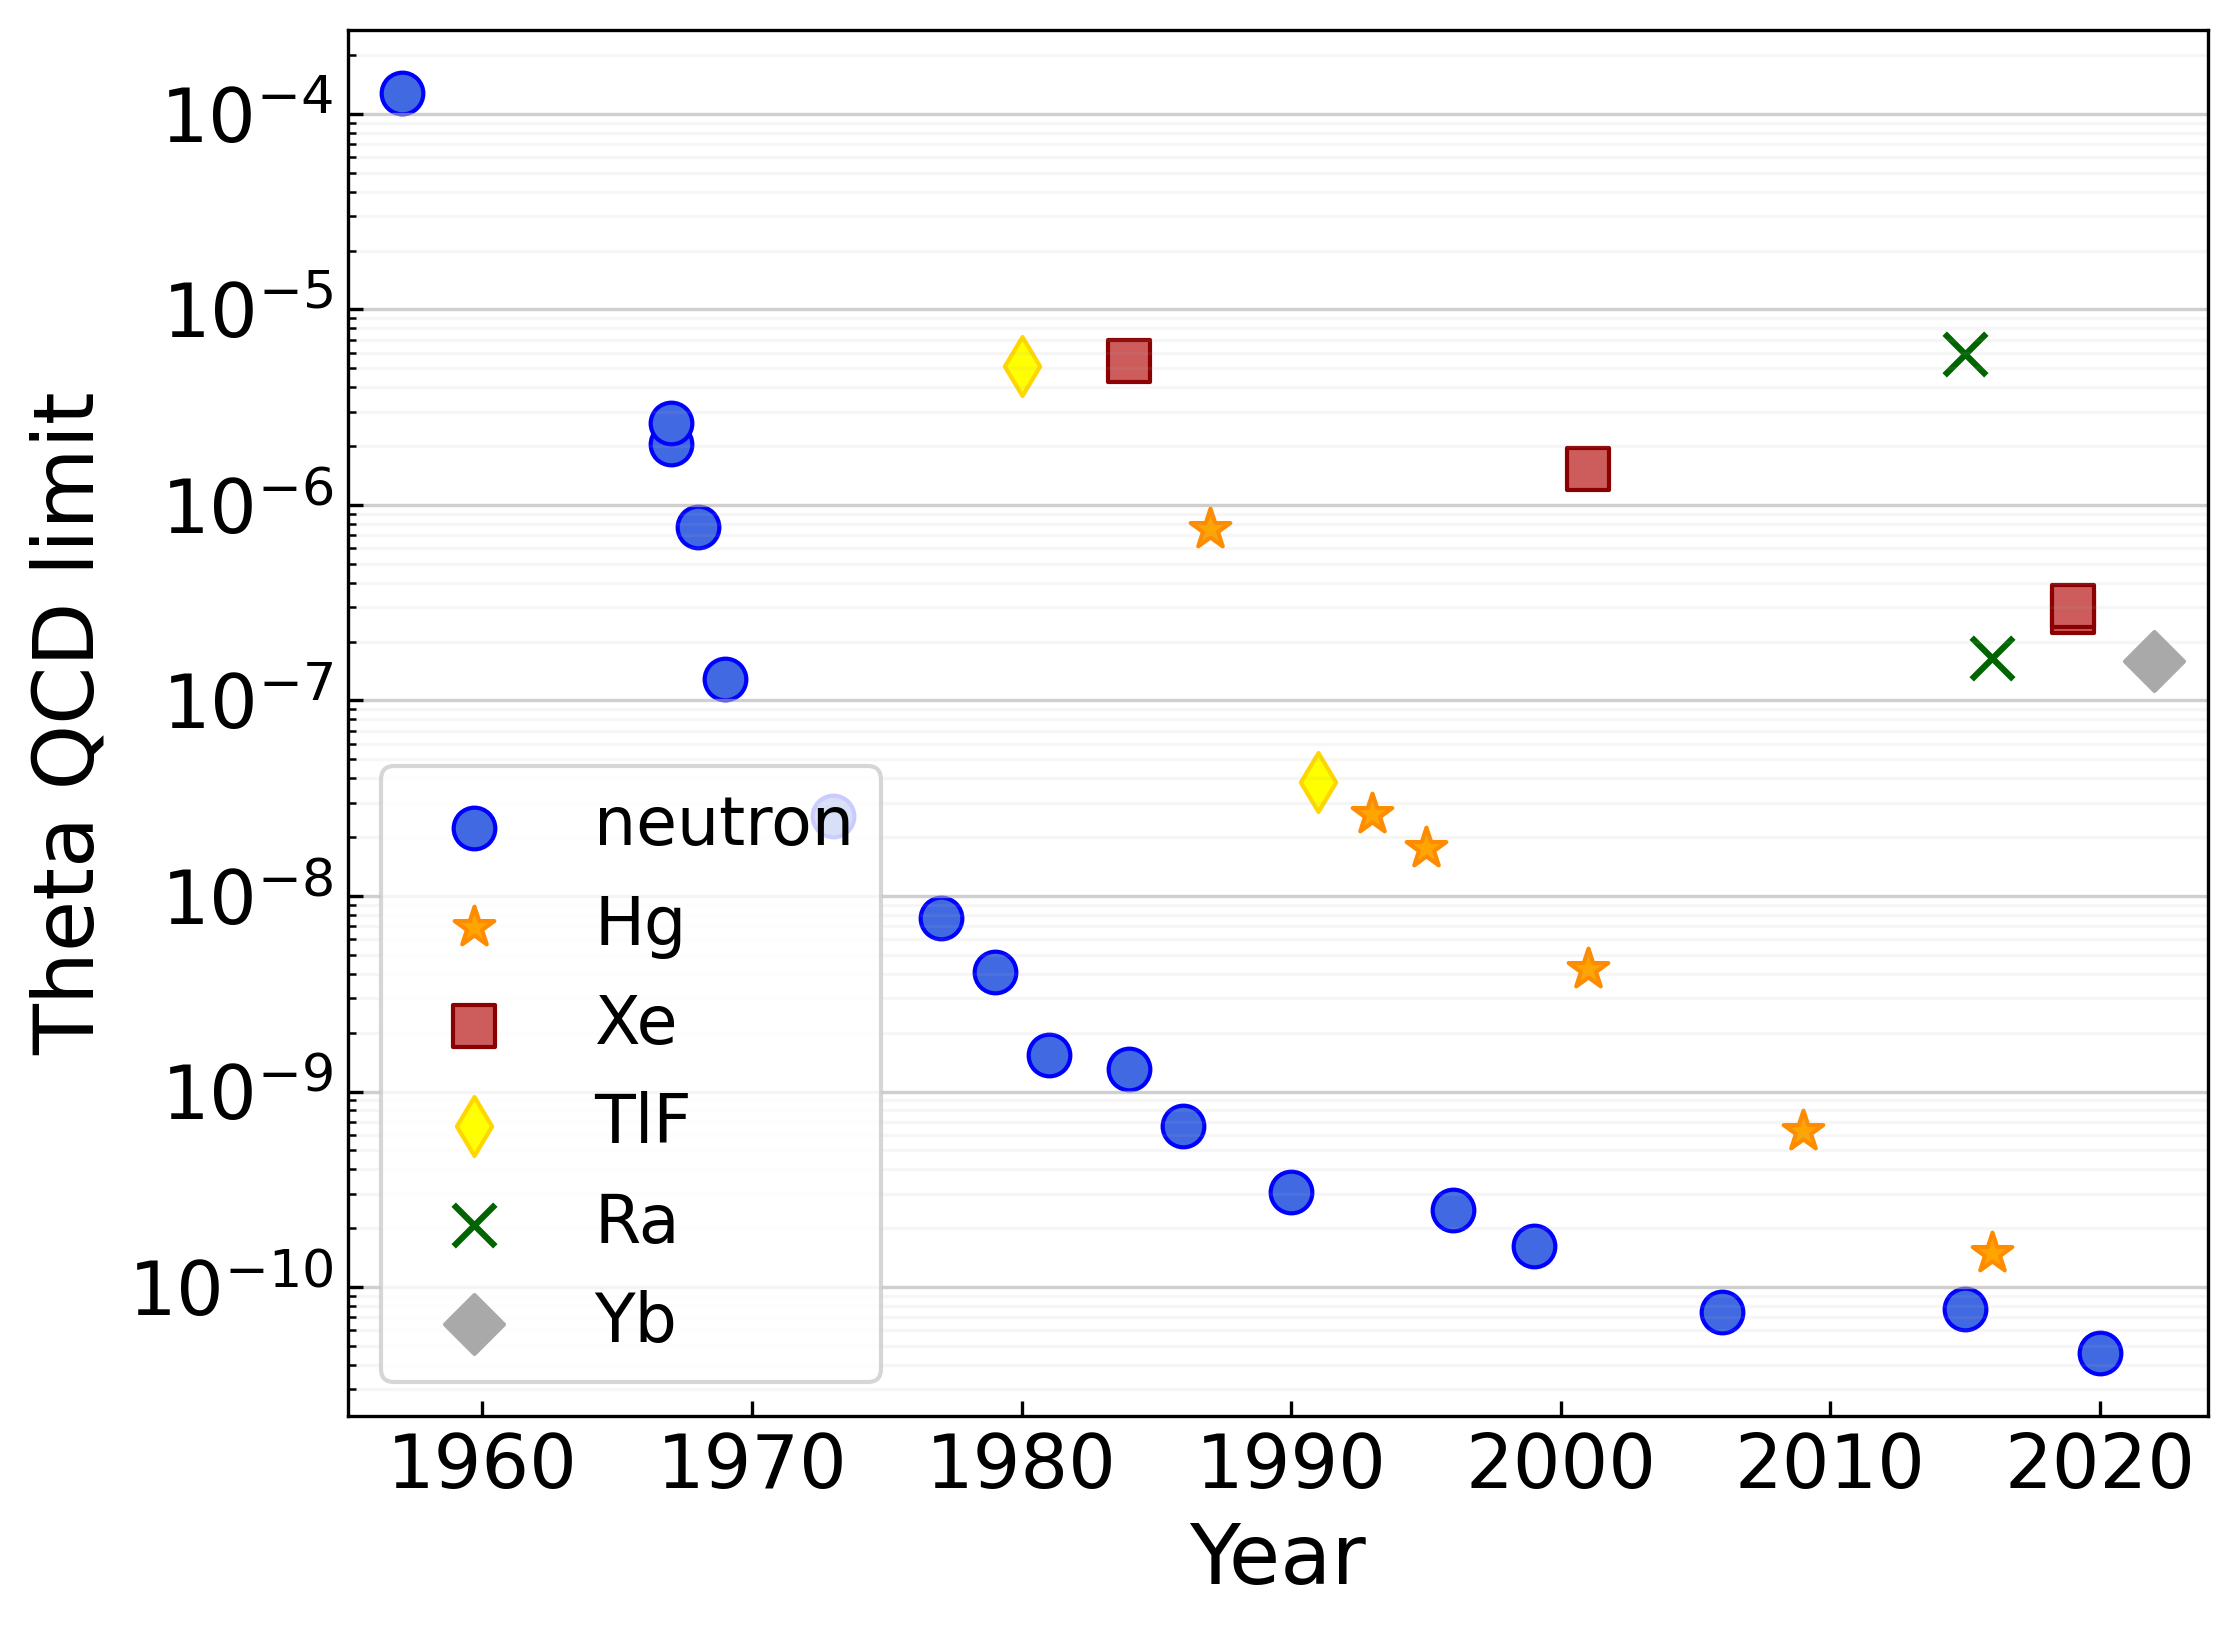 Theta QCD limit
10⁻⁴
10⁻⁵
10⁻⁶
10⁻⁷
10⁻⁸
10⁻⁹
10⁻¹⁰
neutron
Hg
Xe
TlF
Ra
Yb
1960 1970 1980 1990 2000 2010 2020
Year